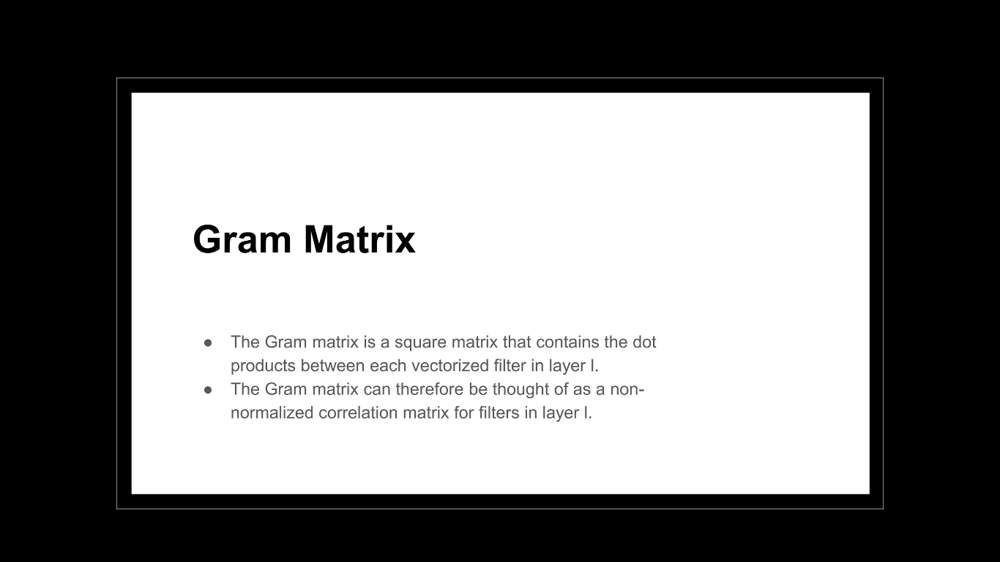 Gram Matrix
● The Gram matrix is a square matrix that contains the dot
products between each vectorized filter in layer l.
● The Gram matrix can therefore be thought of as a non-
normalized correlation matrix for filters in layer l.